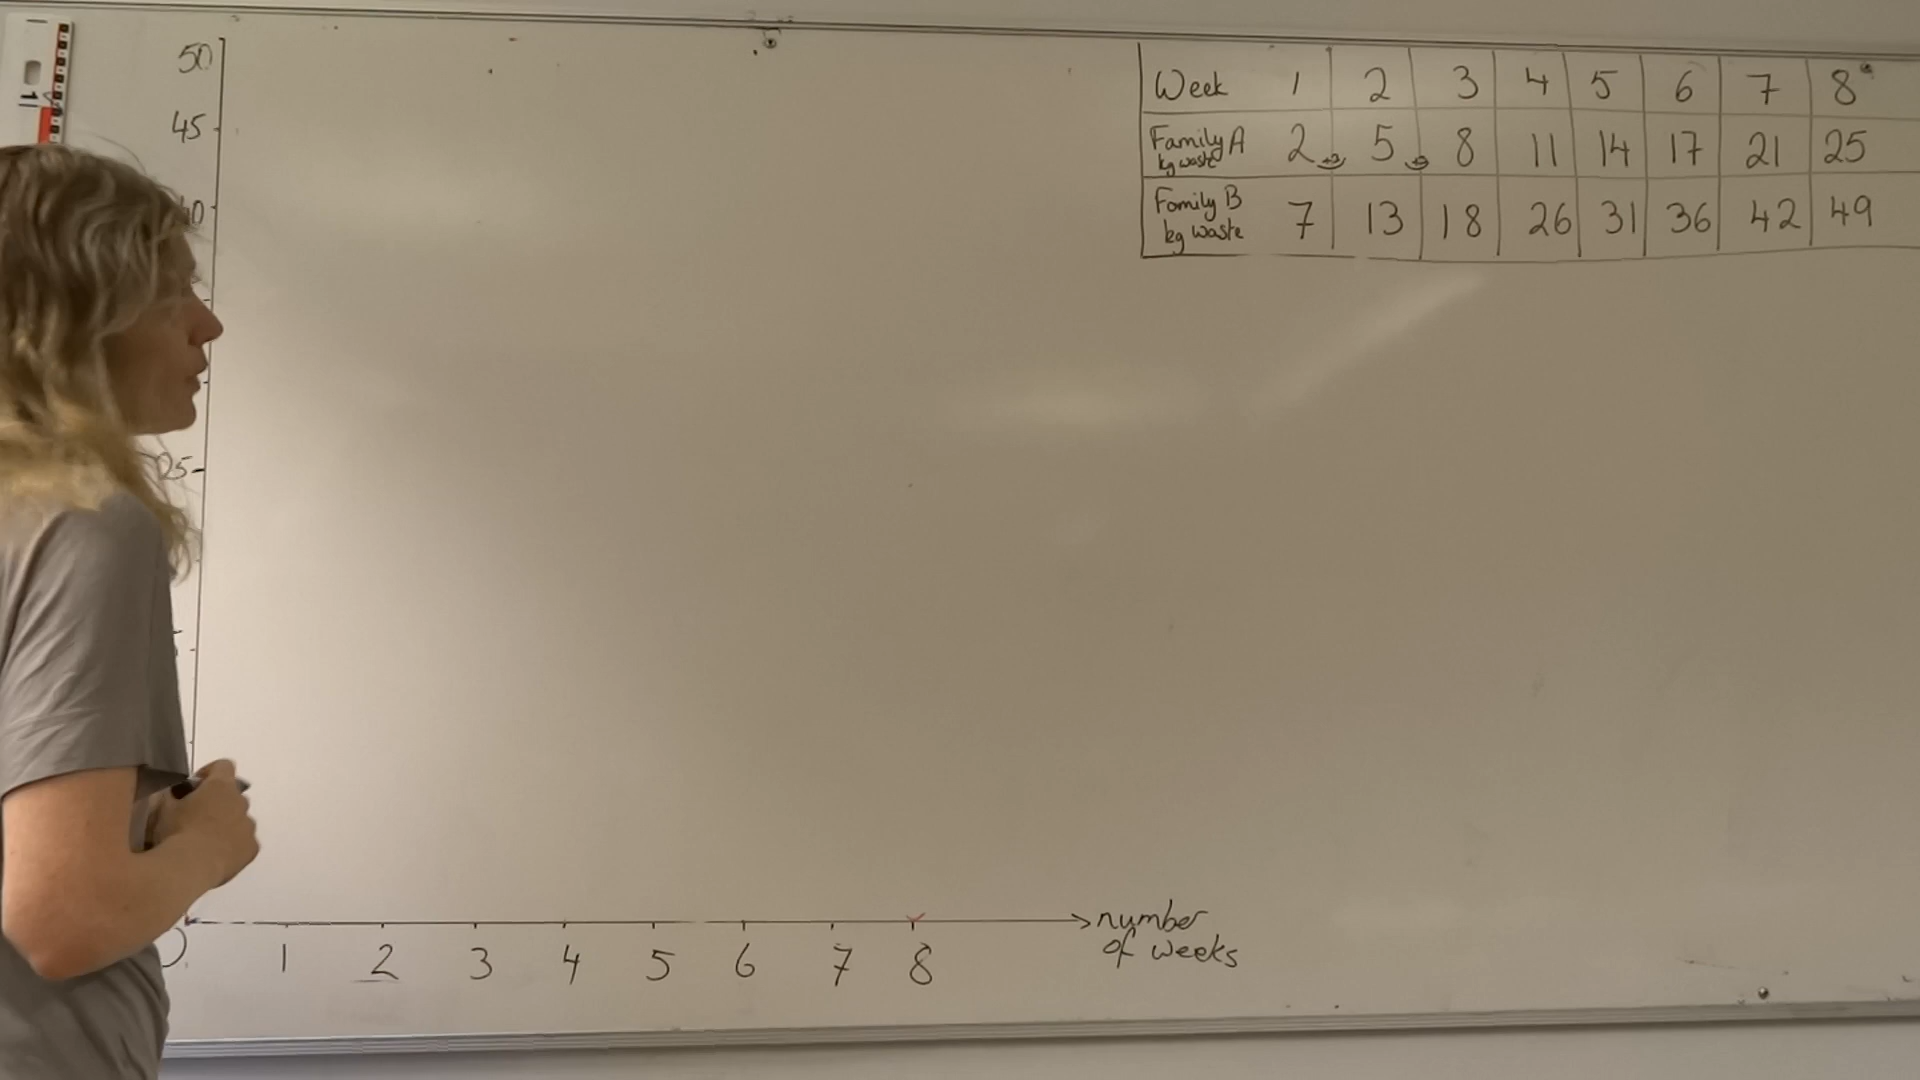 50
45
25
Week 1 2 3 4 5 6 7 8
Family A kg waste 2 5 8 11 14 17 21 25
Family B kg waste 7 13 18 26 31 36 42 49
0 1 2 3 4 5 6 7 8
number
of weeks